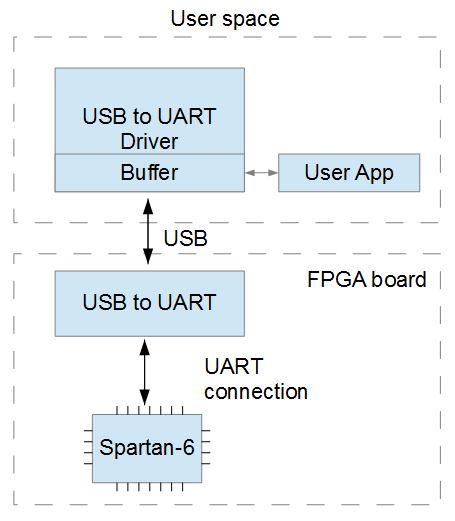 User space
USB to UART
Driver
Buffer
User App
USB
FPGA board
USB to UART
UART
connection
Spartan-6